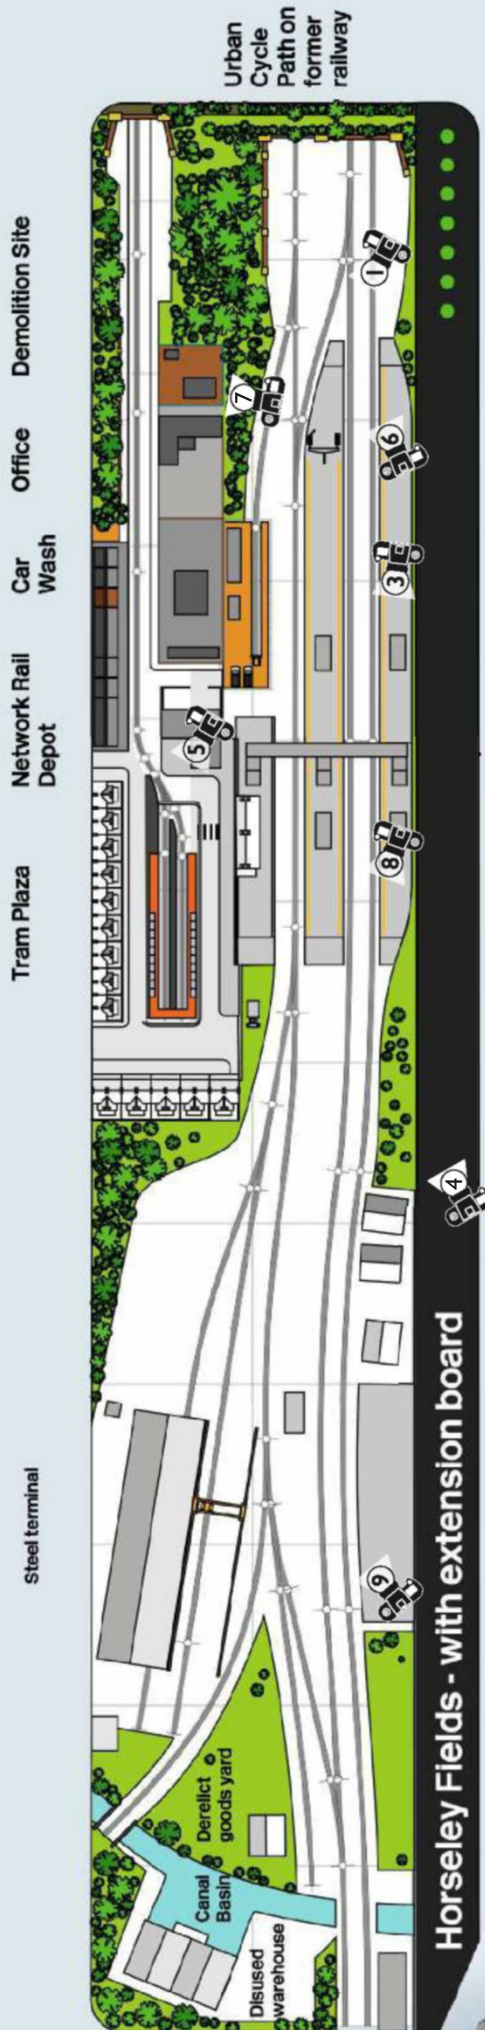 Steel terminal
Tram Plaza
Network Rail
Depot
Car
Wash
Office
Demolition Site
Urban
Cycle
Path on
former
railway
Disused
warehouse
Canal
Basin
Derelict
goods yard
9
4
8
5
3
6
7
1
Horseley Fields - with extension board